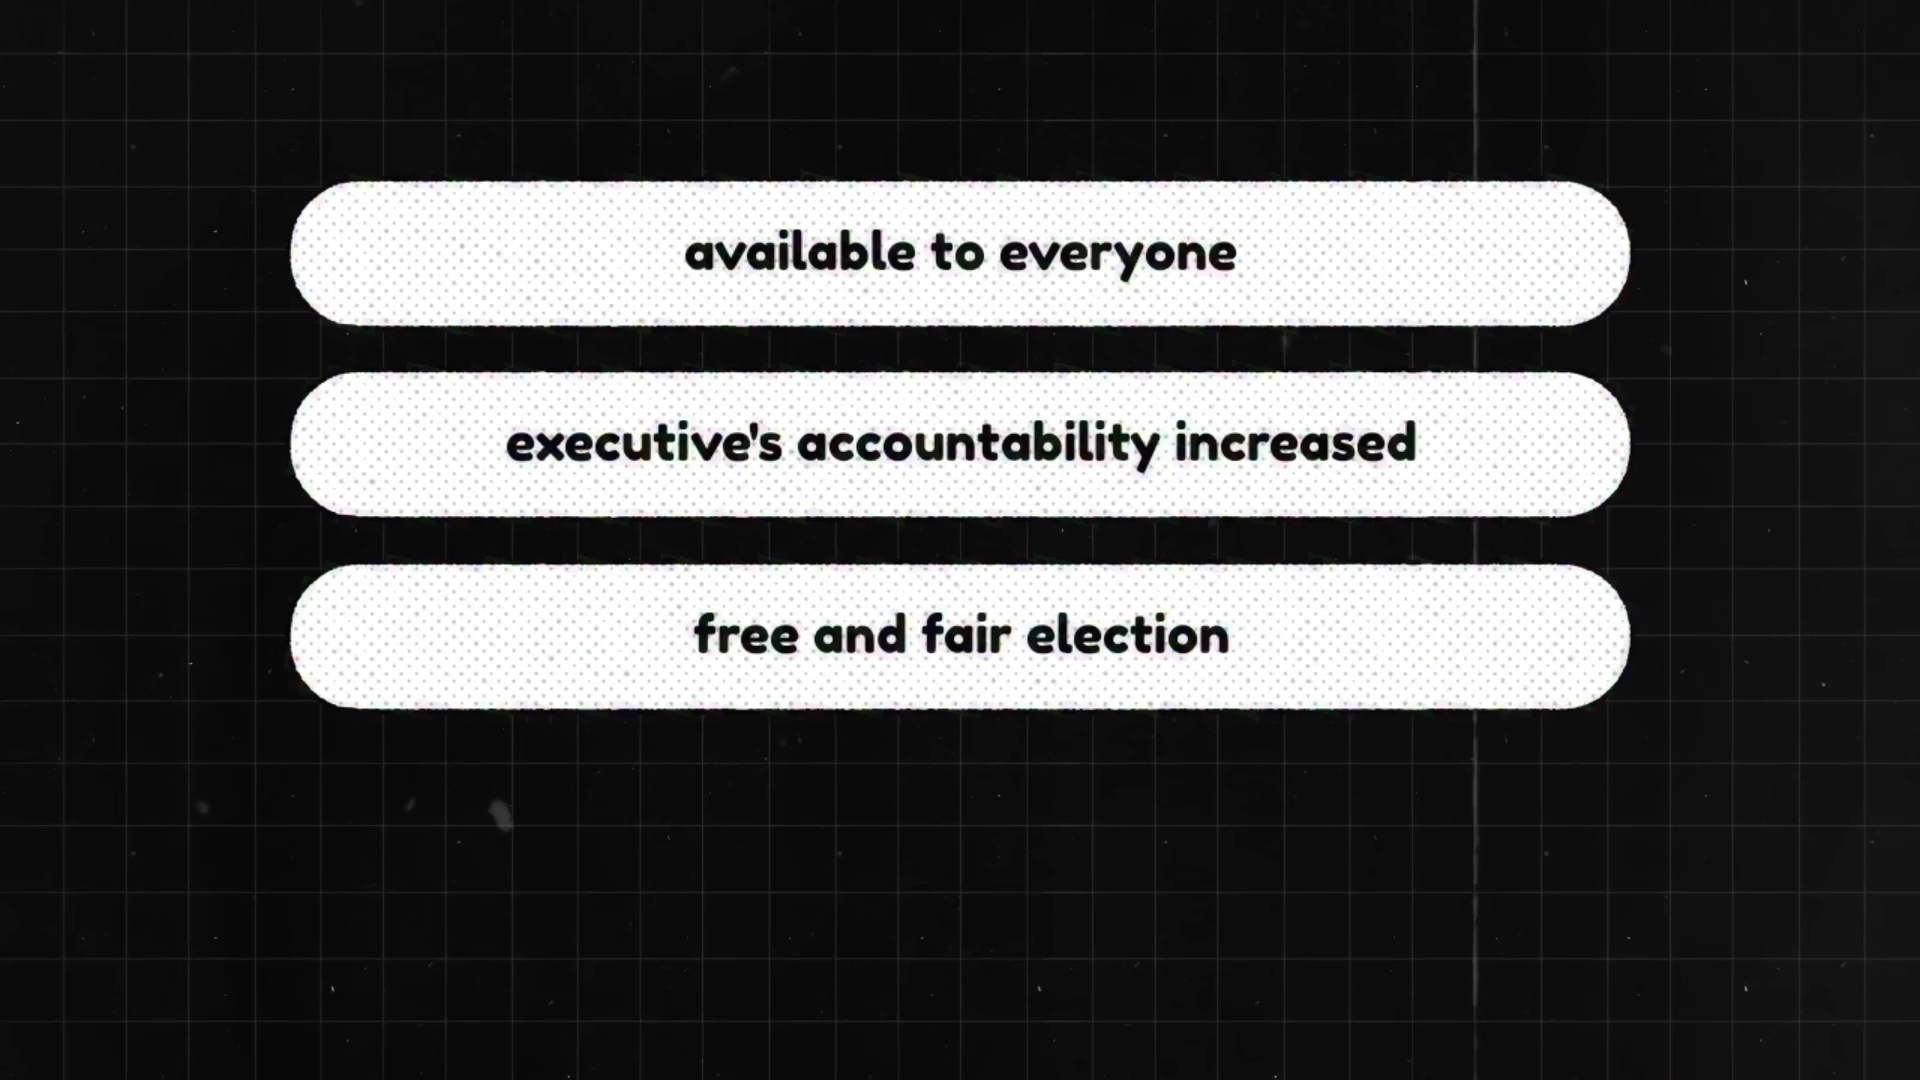 available to everyone
executive's accountability increased
free and fair election